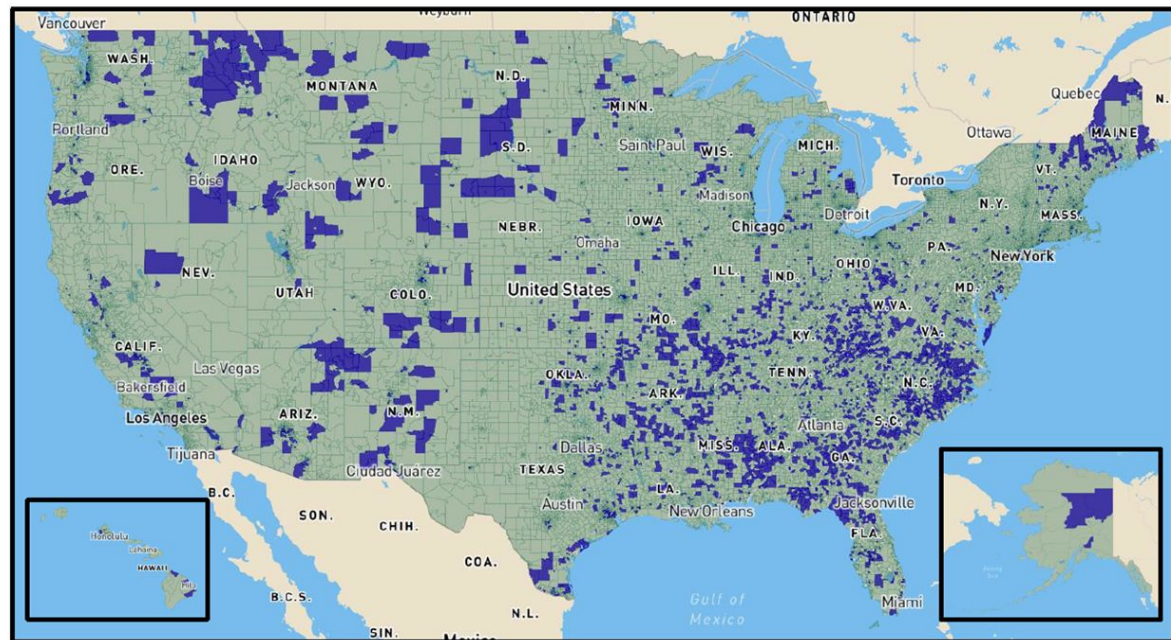 Weyburn
ONTARIO
Vancouver
WASH.
N.D.
MONTANA
MINN.
Quebec
N.
Portland
S.D.
Saint Paul
WIS.
MICH.
Ottawa
MAINE
ORE.
IDAHO
Boise
Jackson
WYO.
Toronto
VT.
Madison
Detroit
N.Y.
MASS.
NEBR.
IOWA
Chicago
Omaha
PA.
New York
NEV.
UTAH
COLO.
United States
ILL.
IND.
OHIO
MD.
W.VA.
CALIF.
MO.
KY.
VA.
Las Vegas
Bakersfield
OKLA.
TENN.
N.C.
Los Angeles
ARIZ.
N.M.
ARK.
Atlanta
S.C.
Tijuana
Ciudad Juárez
Dallas
MISS.
ALA.
GA.
TEXAS
B.C.
SON.
CHIH.
Austin
LA.
New Orleans
Jacksonville
FLA.
COA.
Honolulu
Lahaina
HAWAII
B.C.S.
N.L.
Gulf of
Mexico
Miami
SIN.
Mexico